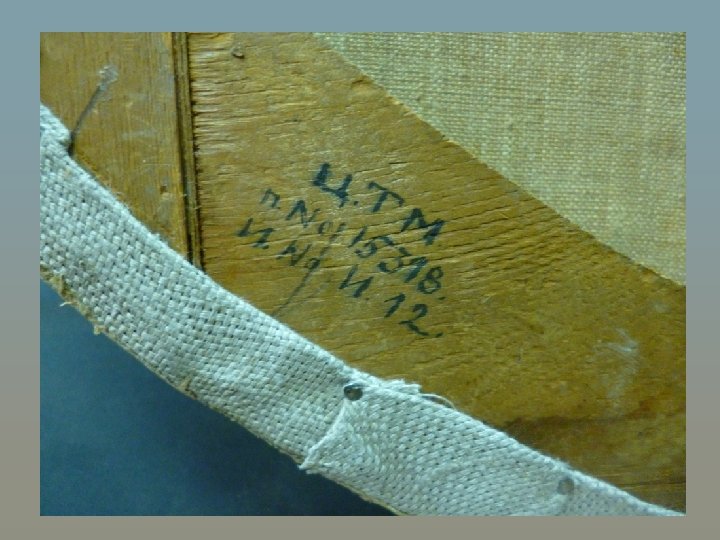 Ц.Т М
п. № 15318.
И. № И. 12.